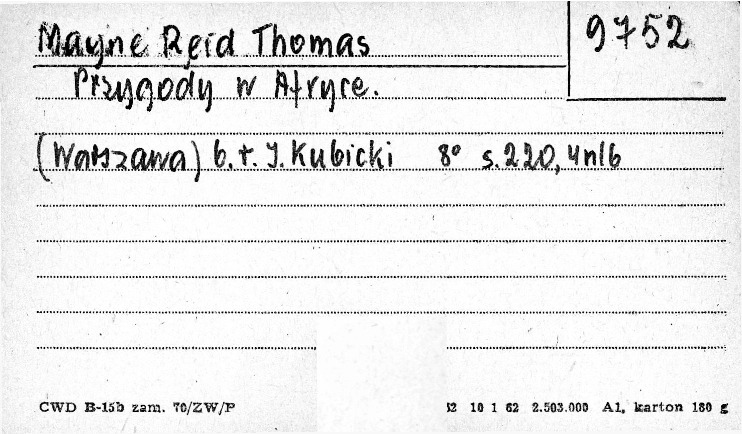 Mayne Reid Thomas
9752
Przygody w Afryce.
(Warszawa) b.r. J. Kubicki 8° s.220, 4nlb
CWD B-15b zam. 70/ZW/P
52 10 1 62 2.503.000 A1, karton 180 g